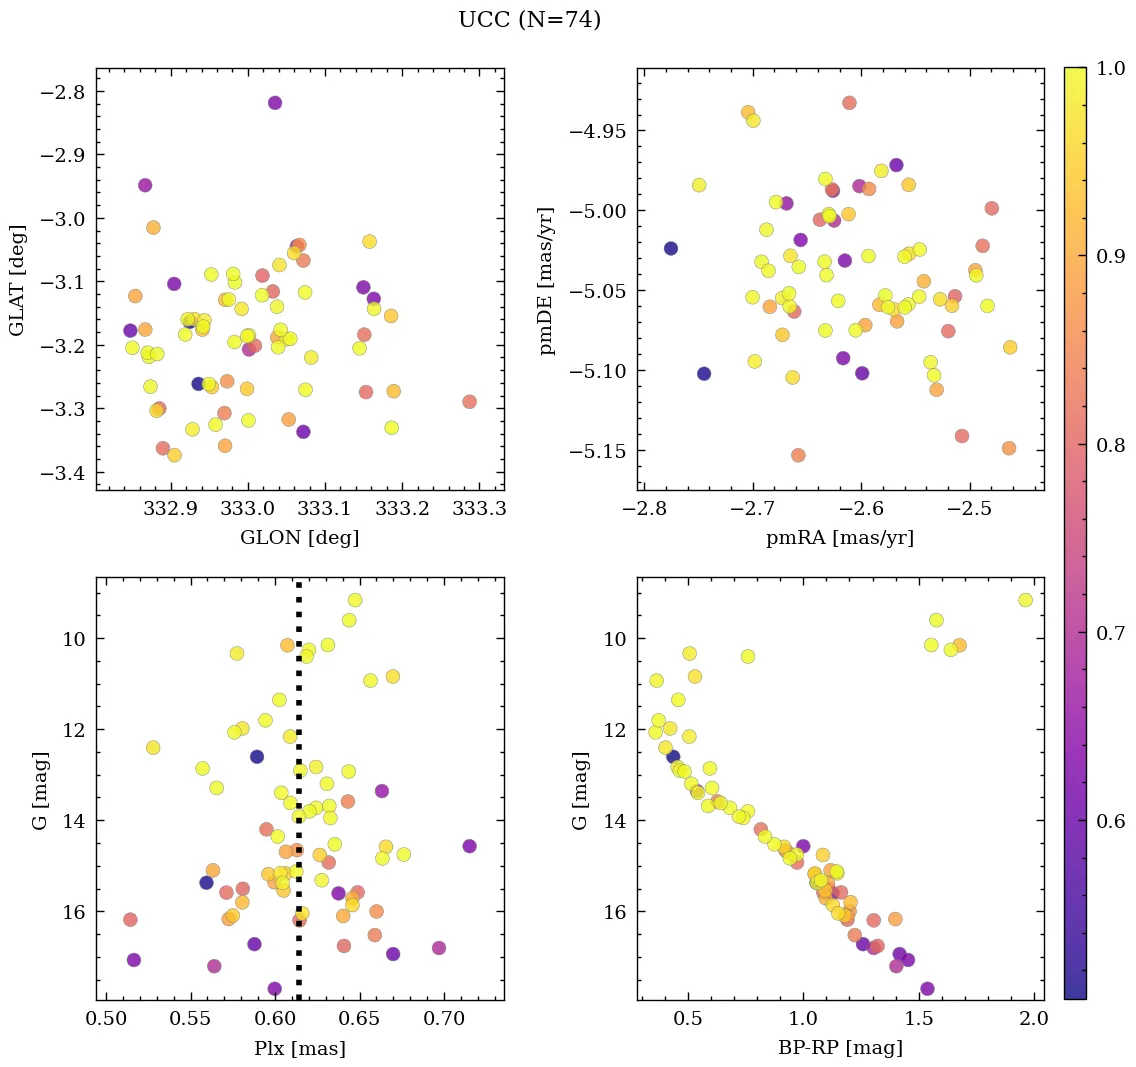 UCC (N=74)
−2.8
−2.9
−3.0
−3.1
−3.2
−3.3
−3.4
GLAT [deg]
332.9 333.0 333.1 333.2 333.3
GLON [deg]
−4.95
−5.00
−5.05
−5.10
−5.15
pmDE [mas/yr]
−2.8 −2.7 −2.6 −2.5
pmRA [mas/yr]
1.0
0.9
0.8
0.7
0.6
10
12
14
16
G [mag]
0.50 0.55 0.60 0.65 0.70
Plx [mas]
10
12
14
16
G [mag]
0.5 1.0 1.5 2.0
BP-RP [mag]